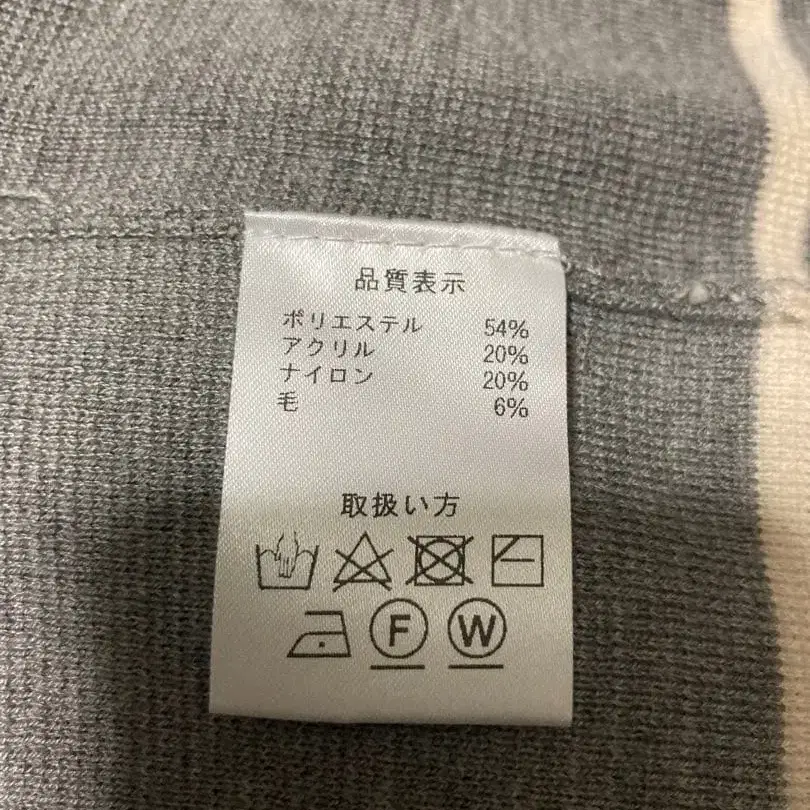 品質表示
ポリエステル 54%
アクリル 20%
ナイロン 20%
毛 6%
取扱い方
F W